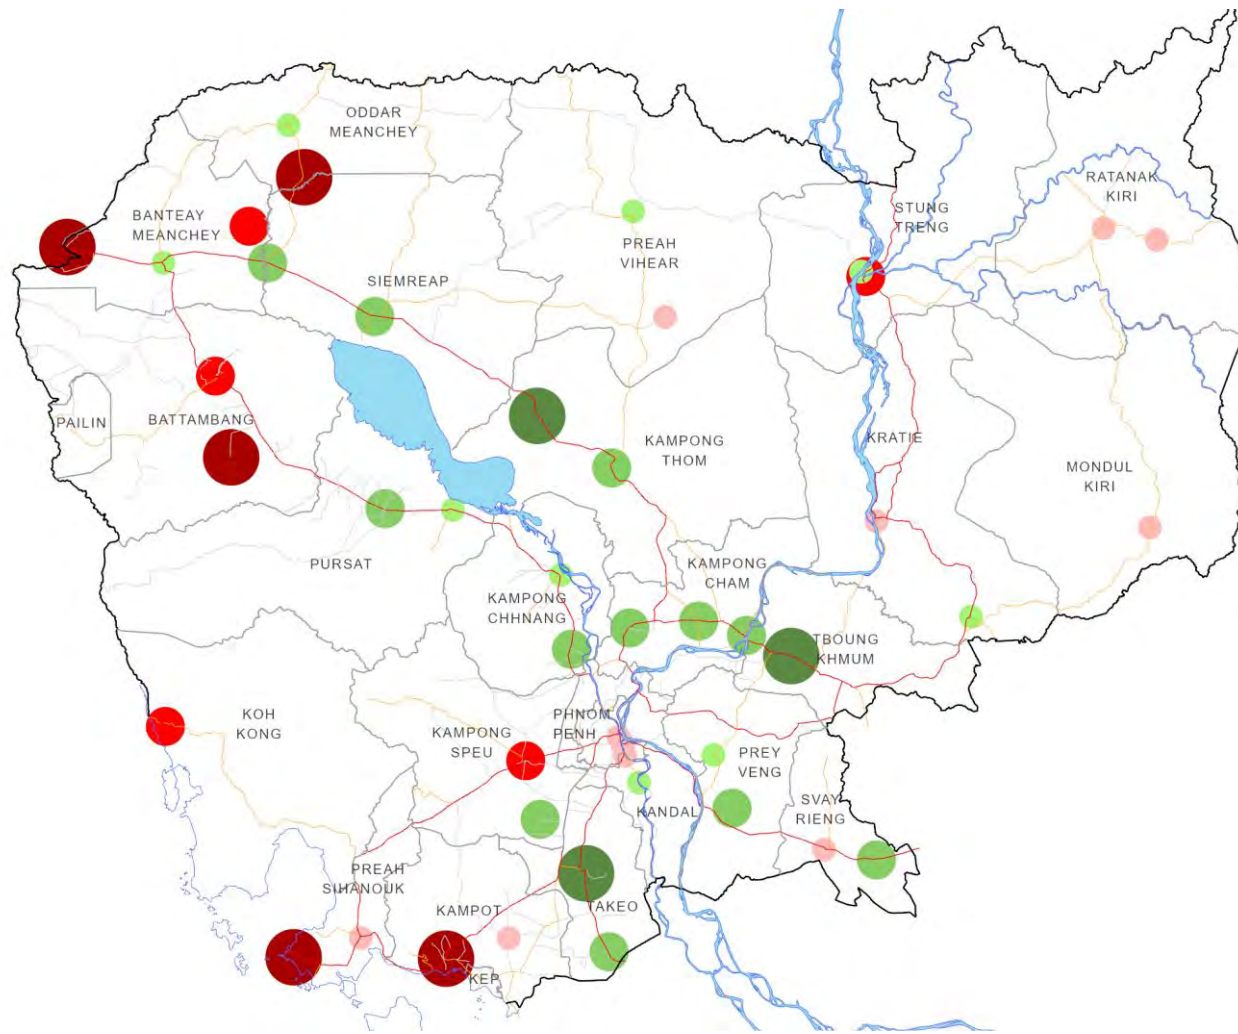 ODDAR
MEANCHEY
BANTEAY
MEANCHEY
RATANAK
KIRI
STUNG
TRENG
PREAH
VIHEAR
SIEMREAP
PAILIN
BATTAMBANG
KAMPONG
THOM
KRATIE
MONDUL
KIRI
PURSAT
KAMPONG
CHAM
KAMPONG
CHHNANG
TBOUNG
KHMUM
KOH
KONG
KAMPONG
SPEU
PHNOM
PENH
PREY
VENG
KANDAL
SVAY
RIENG
PREAH
SIHANOUK
KAMPOT
TAKEO
KEP